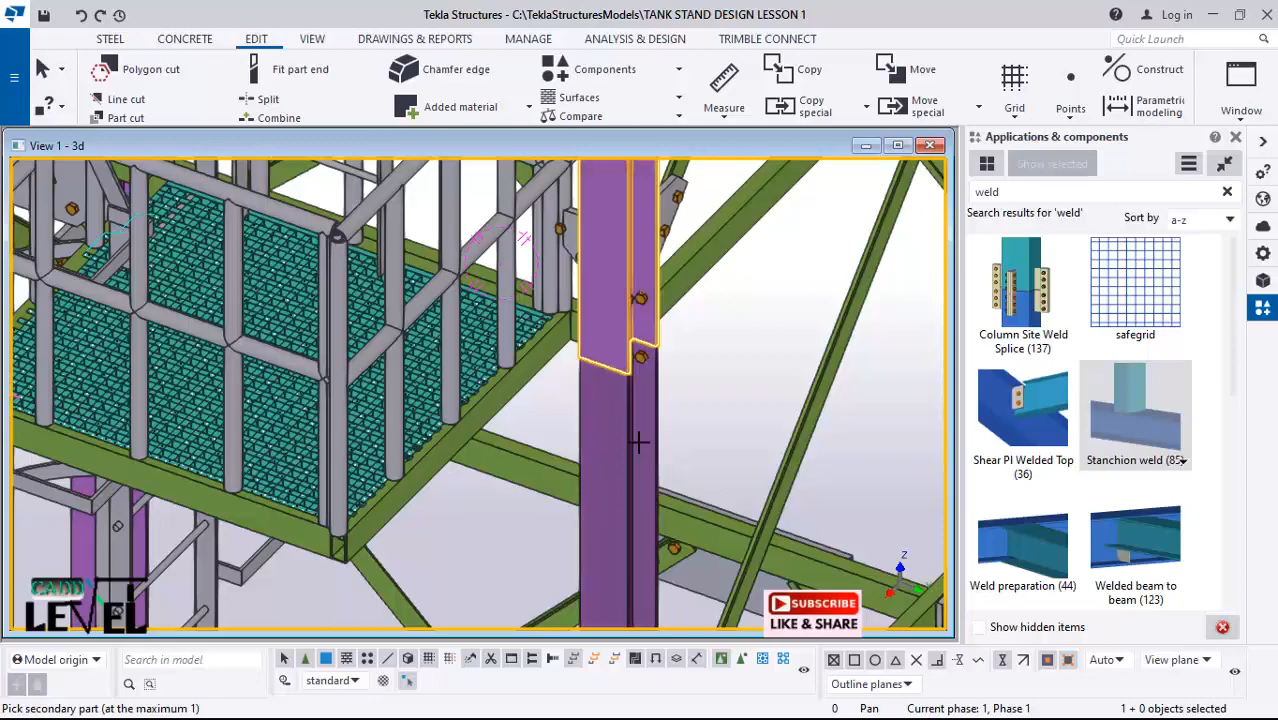 Tekla Structures - C:\TeklaStructuresModels\TANK STAND DESIGN LESSON 1
Log in
STEEL CONCRETE EDIT VIEW DRAWINGS & REPORTS MANAGE ANALYSIS & DESIGN TRIMBLE CONNECT
Quick Launch
Polygon cut
Line cut
Part cut
Fit part end
Split
Combine
Chamfer edge
Added material
Components
Surfaces
Compare
Measure
Copy
Copy special
Move
Move special
Grid
Points
Construct
Parametric modeling
Window
View 1 - 3d
Z
CADD
LEVEL
SUBSCRIBE
LIKE & SHARE
Applications & components
Show selected
weld
Search results for 'weld'
Sort by a-z
Column Site Weld Splice (137)
safegrid
Shear Pl Welded Top (36)
Stanchion weld (85)
Weld preparation (44)
Welded beam to beam (123)
Show hidden items
Model origin
Search in model
standard
Auto
View plane
Outline planes
Pick secondary part (at the maximum 1)
0 Pan Current phase: 1, Phase 1 1 + 0 objects selected